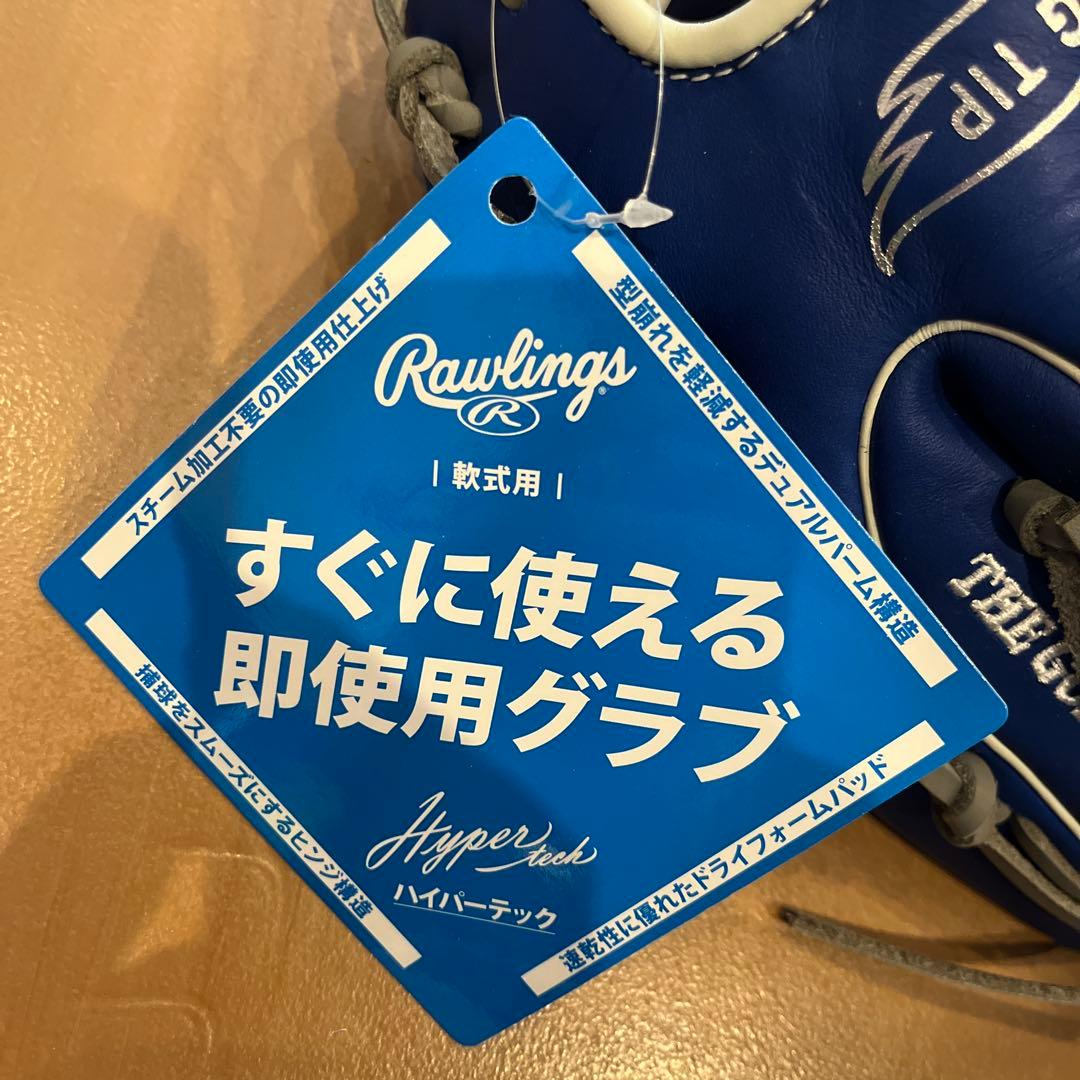 スチーム加工不要の即使用仕上げ
型崩れを軽減するデュアルパーム構造
Rawlings®
R
| 軟式用 |
すぐに使える
即使用グラブ
Hyper tech
ハイパーテック
捕球をスムーズにするヒンジ構造
速乾性に優れたドライフォームパッド
G TIP
THE GO